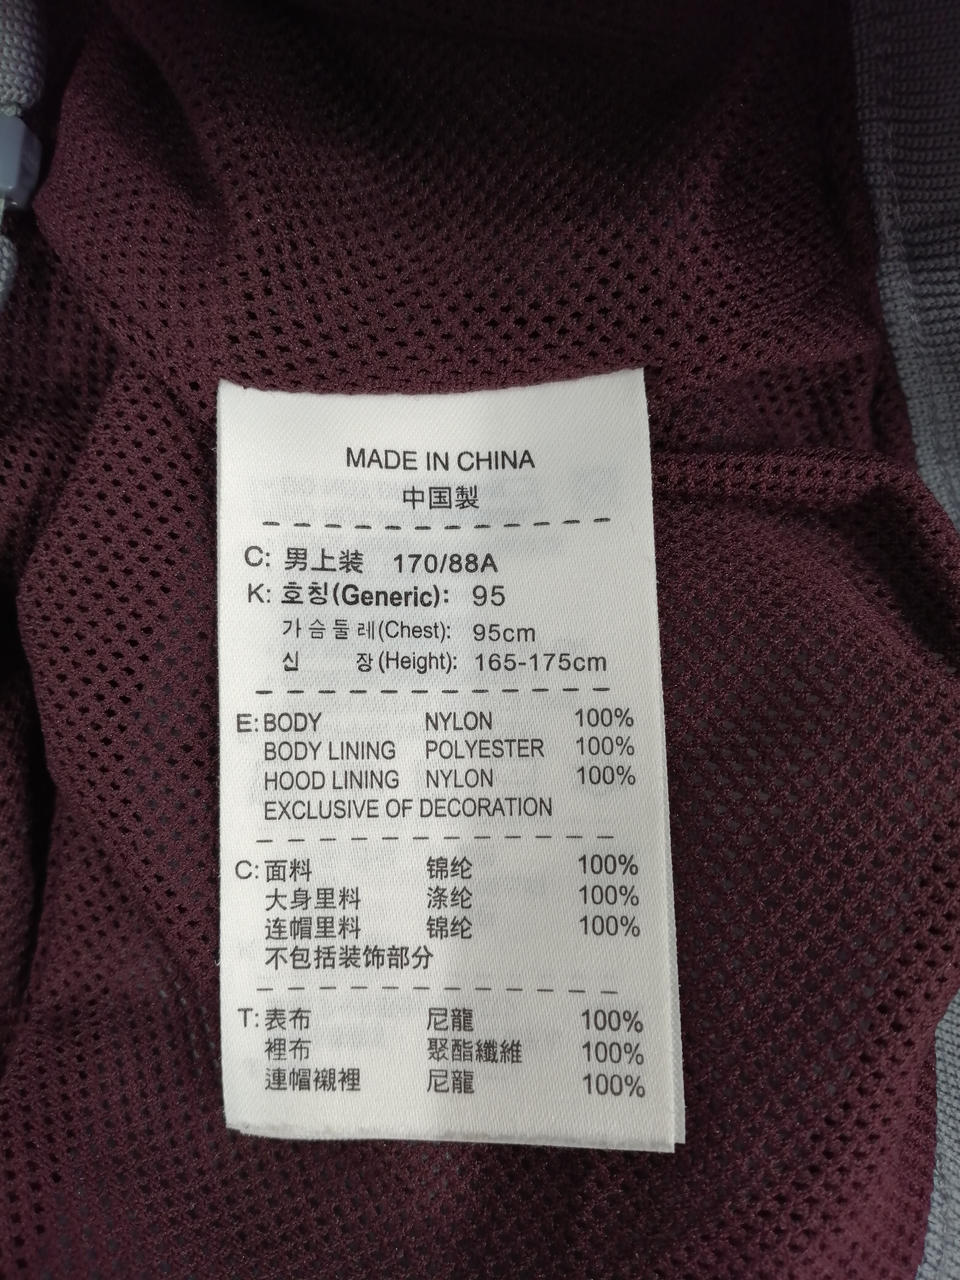 MADE IN CHINA
中国製
C: 男上装 170/88A
K: 호칭(Generic): 95
가슴둘레(Chest): 95cm
신 장(Height): 165-175cm
E: BODY NYLON 100%
BODY LINING POLYESTER 100%
HOOD LINING NYLON 100%
EXCLUSIVE OF DECORATION
C: 面料 锦纶 100%
大身里料 涤纶 100%
连帽里料 锦纶 100%
不包括装饰部分
T: 表布 尼龍 100%
裡布 聚酯纖維 100%
連帽襯裡 尼龍 100%